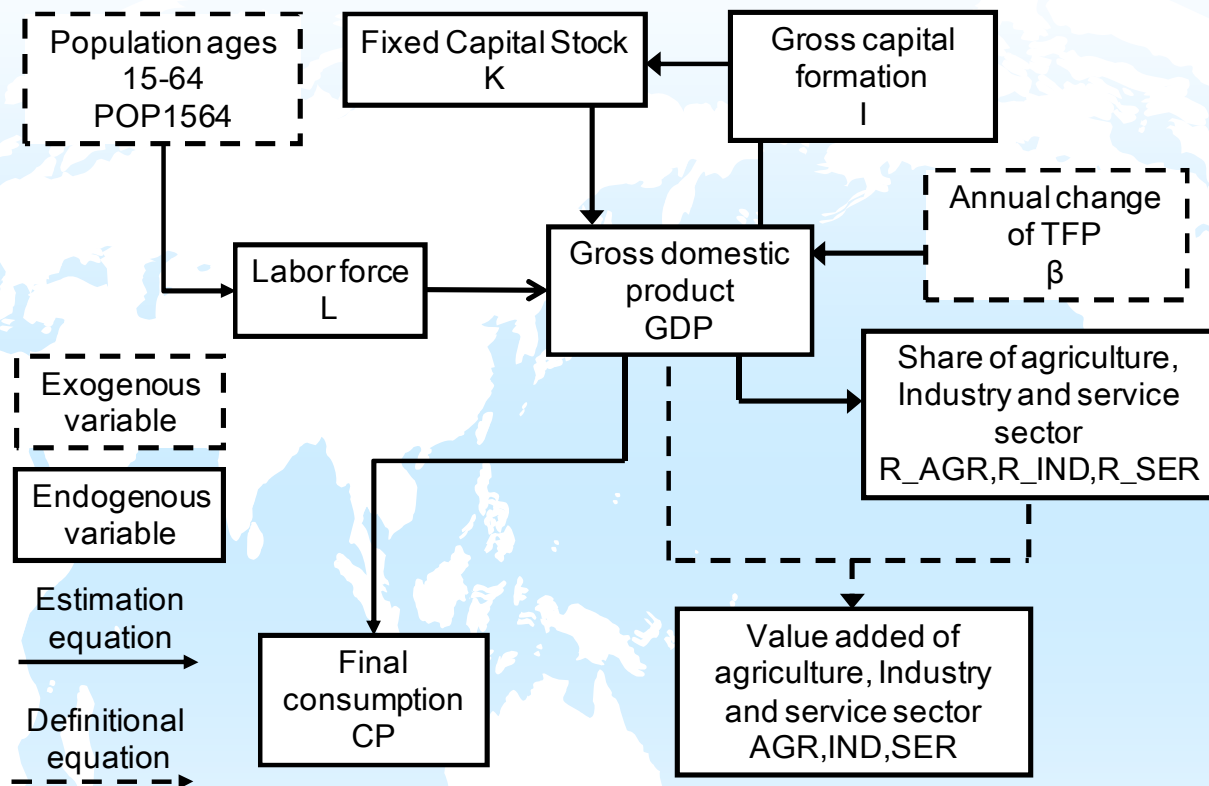 Population ages
15-64
POP1564
Fixed Capital Stock
K
Gross capital
formation
I
Annual change
of TFP
β
Labor force
L
Gross domestic
product
GDP
Share of agriculture,
Industry and service
sector
R_AGR,R_IND,R_SER
Exogenous
variable
Endogenous
variable
Estimation
equation
Definitional
equation
Final
consumption
CP
Value added of
agriculture, Industry
and service sector
AGR,IND,SER